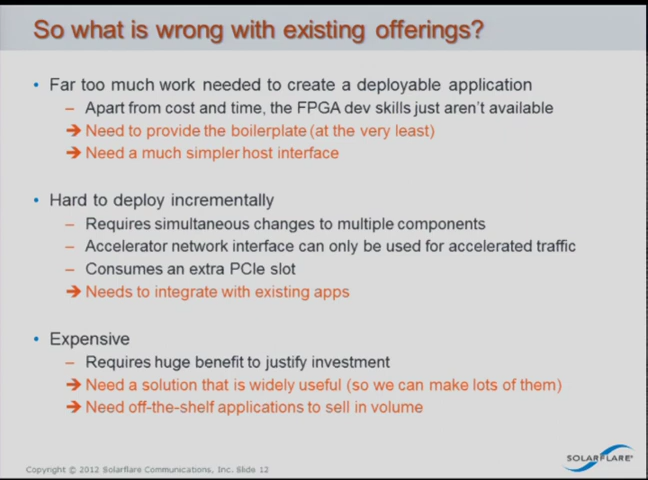 So what is wrong with existing offerings?
• Far too much work needed to create a deployable application
– Apart from cost and time, the FPGA dev skills just aren't available
➔ Need to provide the boilerplate (at the very least)
➔ Need a much simpler host interface
• Hard to deploy incrementally
– Requires simultaneous changes to multiple components
– Accelerator network interface can only be used for accelerated traffic
– Consumes an extra PCIe slot
➔ Needs to integrate with existing apps
• Expensive
– Requires huge benefit to justify investment
➔ Need a solution that is widely useful (so we can make lots of them)
➔ Need off-the-shelf applications to sell in volume
SOLARFLARE
Copyright © 2012 Solarflare Communications, Inc. Slide 12